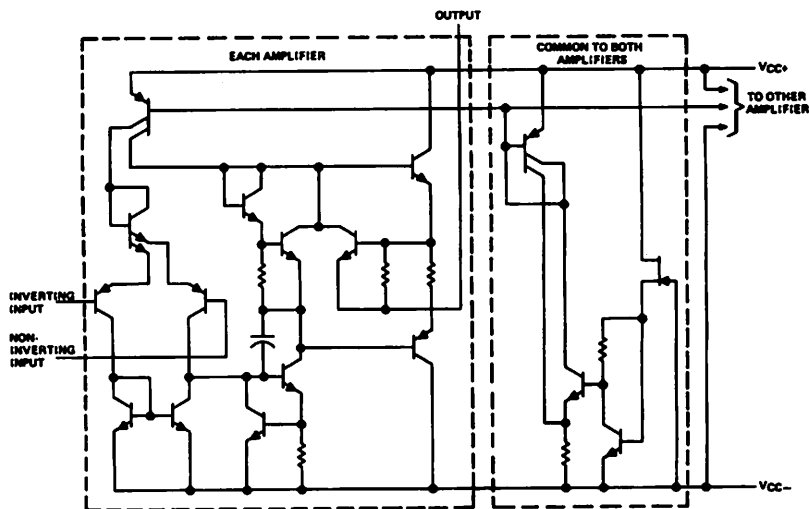 OUTPUT
EACH AMPLIFIER
COMMON TO BOTH
AMPLIFIERS
VCC+
TO OTHER
AMPLIFIER
INVERTING
INPUT
NON-
INVERTING
INPUT
VCC–